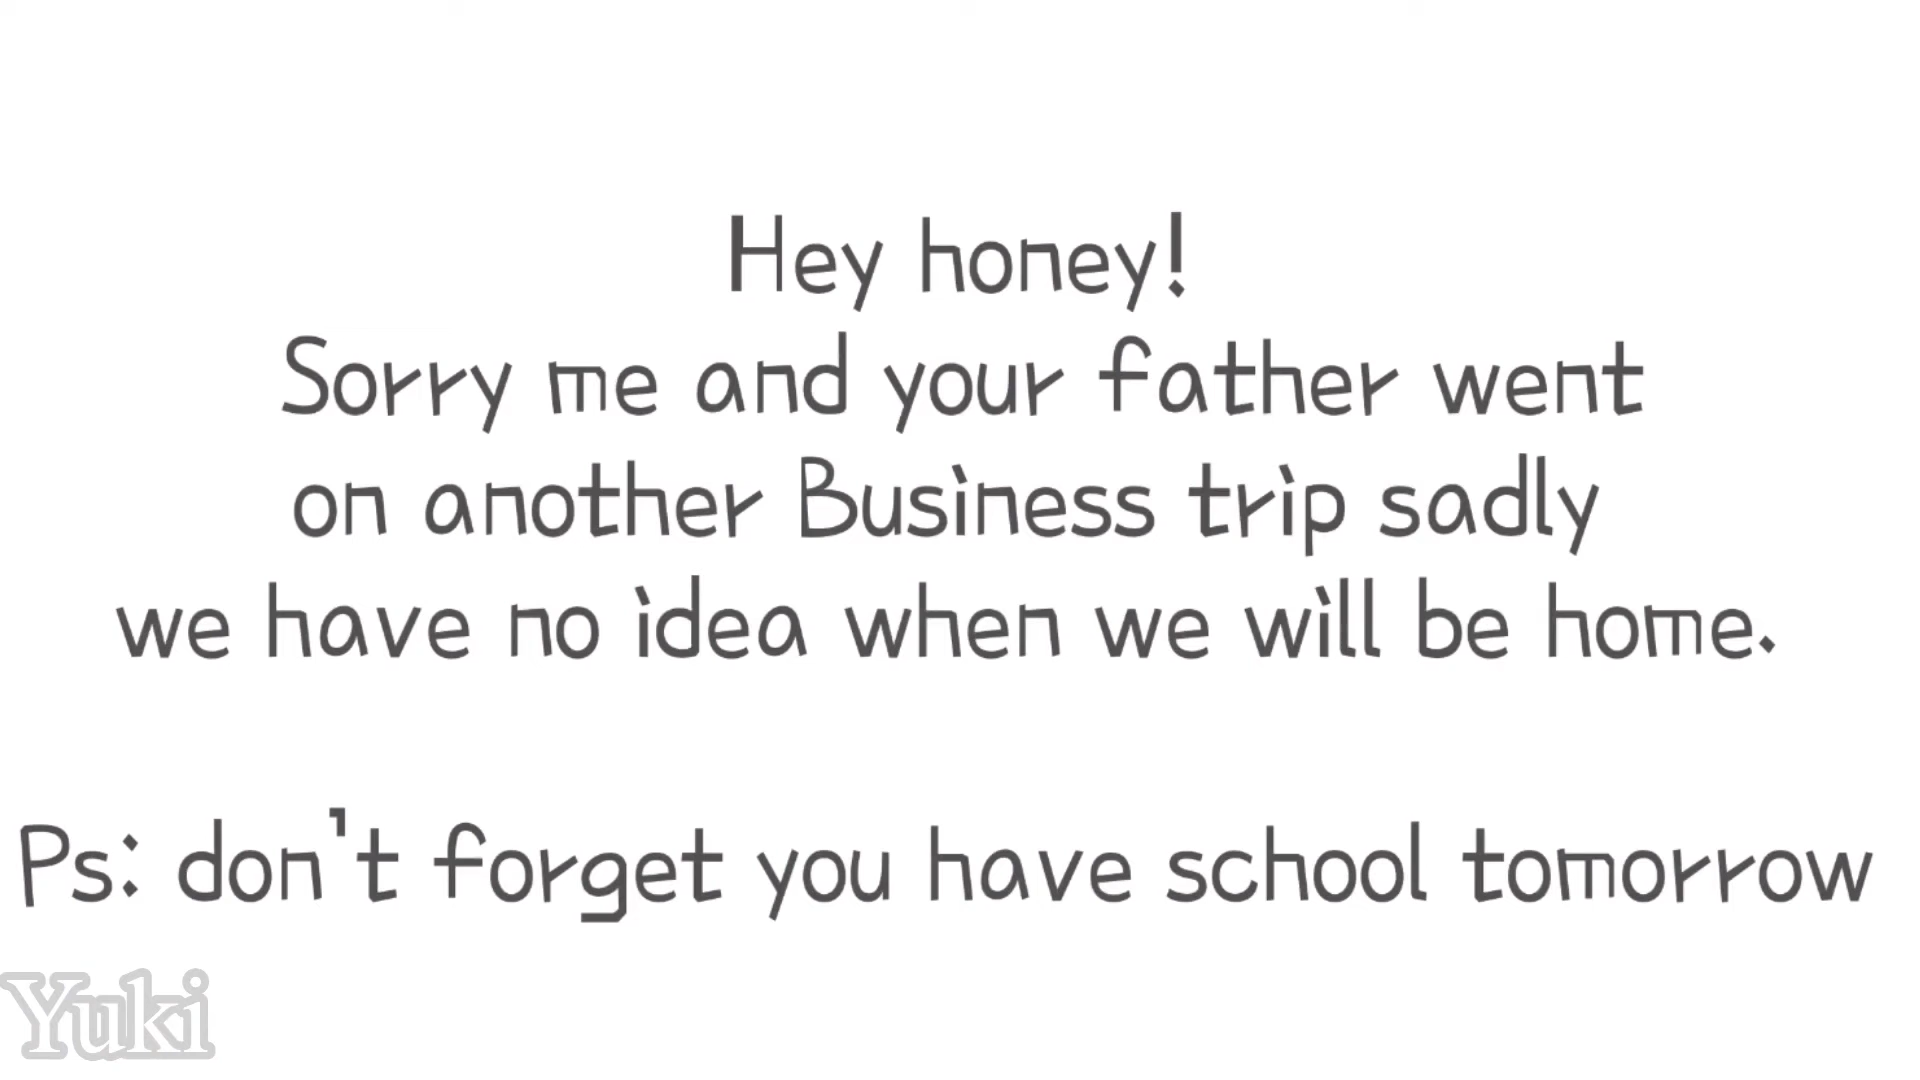 Hey honey!
Sorry me and your father went
on another Business trip sadly
we have no idea when we will be home.
Ps: don't forget you have school tomorrow
Yuki